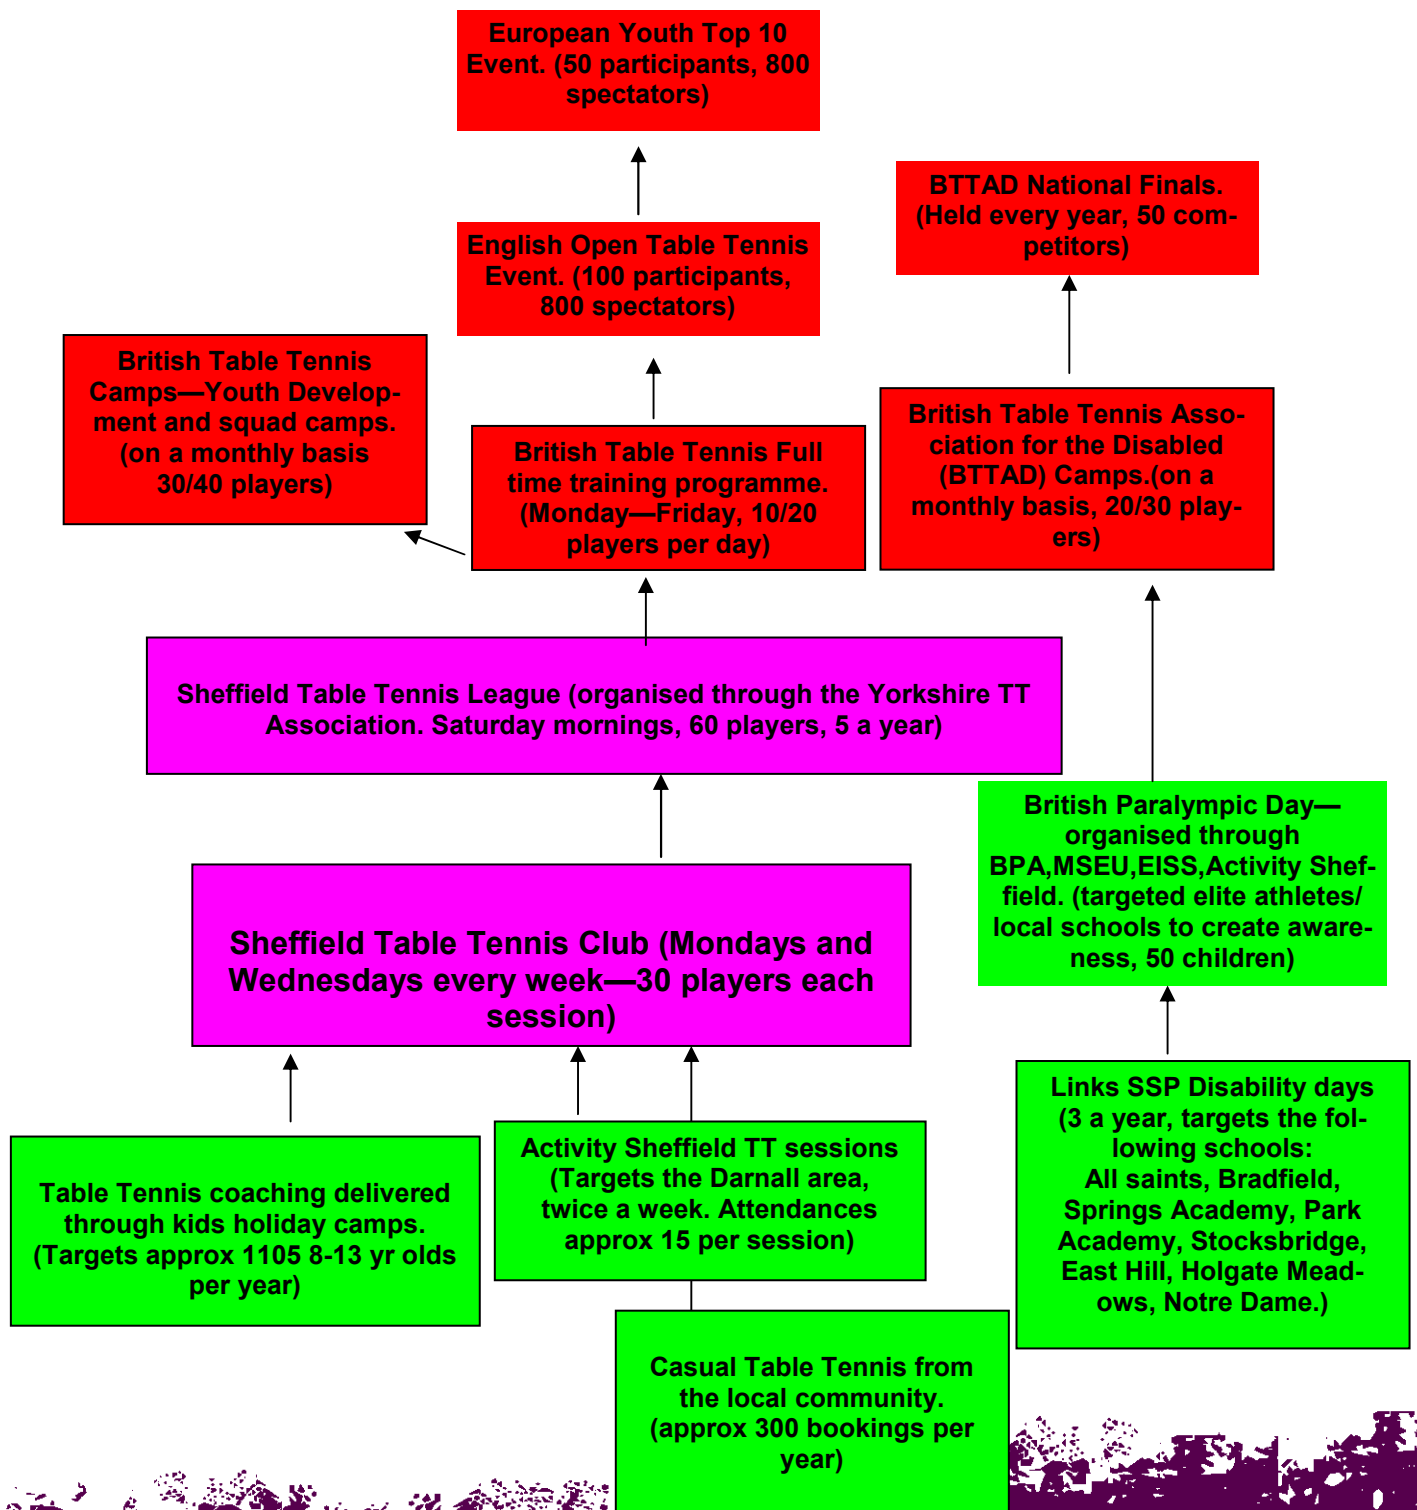 European Youth Top 10
Event. (50 participants, 800
spectators)
BTTAD National Finals.
(Held every year, 50 com-
petitors)
English Open Table Tennis
Event. (100 participants,
800 spectators)
British Table Tennis
Camps—Youth Develop-
ment and squad camps.
(on a monthly basis
30/40 players)
British Table Tennis Full
time training programme.
(Monday—Friday, 10/20
players per day)
British Table Tennis Asso-
ciation for the Disabled
(BTTAD) Camps.(on a
monthly basis, 20/30 play-
ers)
Sheffield Table Tennis League (organised through the Yorkshire TT
Association. Saturday mornings, 60 players, 5 a year)
British Paralympic Day—
organised through
BPA,MSEU,EISS,Activity Shef-
field. (targeted elite athletes/
local schools to create aware-
ness, 50 children)
Sheffield Table Tennis Club (Mondays and
Wednesdays every week—30 players each
session)
Table Tennis coaching delivered
through kids holiday camps.
(Targets approx 1105 8-13 yr olds
per year)
Activity Sheffield TT sessions
(Targets the Darnall area,
twice a week. Attendances
approx 15 per session)
Links SSP Disability days
(3 a year, targets the fol-
lowing schools:
All saints, Bradfield,
Springs Academy, Park
Academy, Stocksbridge,
East Hill, Holgate Mead-
ows, Notre Dame.)
Casual Table Tennis from
the local community.
(approx 300 bookings per
year)